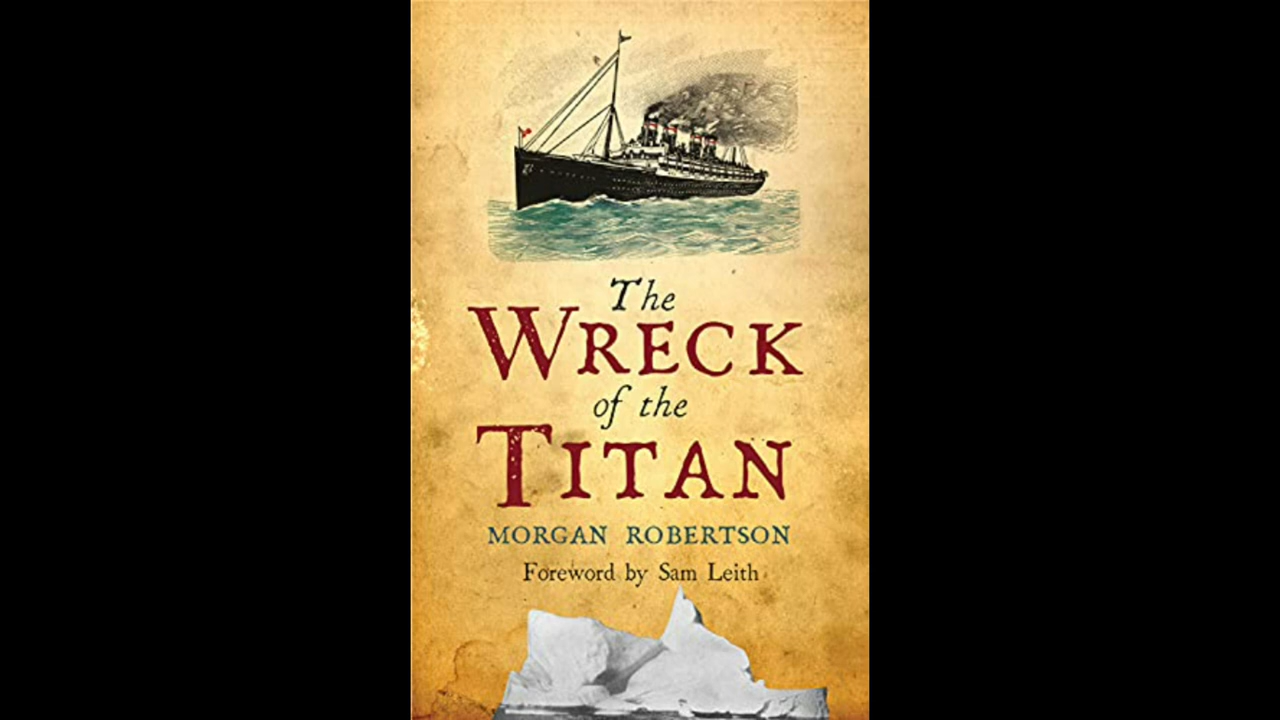 The
WRECK
of the
TITAN
MORGAN ROBERTSON
Foreword by Sam Leith